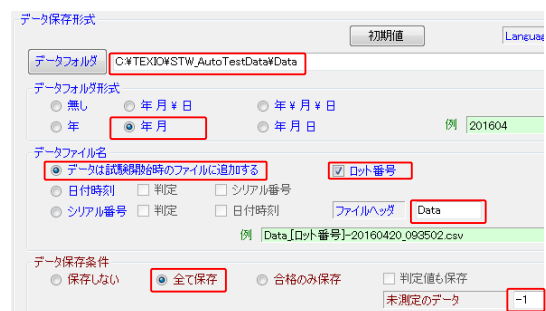 データ保存形式
初期値
データフォルダ C:¥TEXIO¥STW_AutoTestData¥Data
データフォルダ形式
無し 年月¥日 年¥月¥日
年 年月 年月日 例 201604
データファイル名
データは試験開始時のファイルに追加する ロット番号
日付時刻 判定 シリアル番号
シリアル番号 判定 日付時刻 ファイルヘッダ Data
例 Data_[ロット番号]-20160420_093502.csv
データ保存条件
保存しない 全て保存 合格のみ保存 判定値も保存
未測定のデータ -1